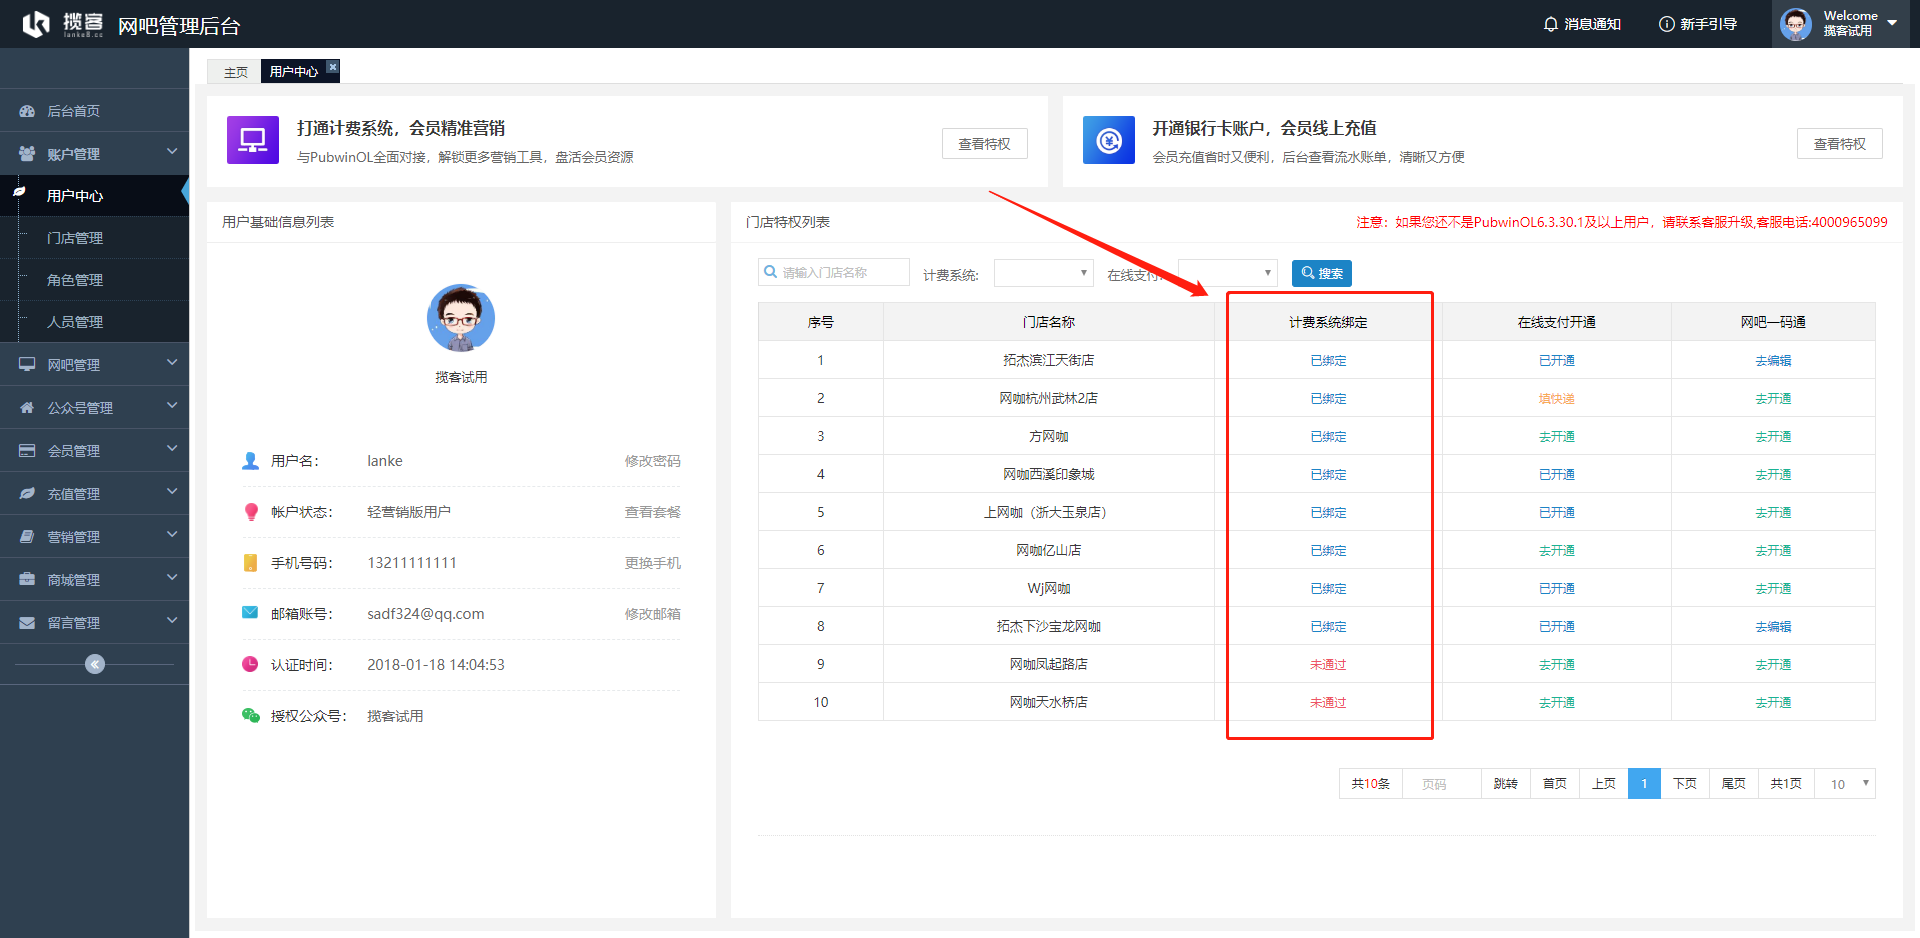 揽客 lanke8.cc 网吧管理后台
消息通知 新手引导 Welcome 揽客试用
主页 用户中心
后台首页
账户管理
用户中心
门店管理
角色管理
人员管理
网吧管理
公众号管理
会员管理
充值管理
营销管理
商城管理
留言管理
打通计费系统，会员精准营销
与PubwinOL全面对接，解锁更多营销工具，盘活会员资源
查看特权
开通银行卡账户，会员线上充值
会员充值省时又便利，后台查看流水账单，清晰又方便
查看特权
用户基础信息列表
揽客试用
用户名： lanke 修改密码
帐户状态： 轻营销版用户 查看套餐
手机号码： 13211111111 更换手机
邮箱账号： sadf324@qq.com 修改邮箱
认证时间： 2018-01-18 14:04:53
授权公众号： 揽客试用
门店特权列表
注意：如果您还不是PubwinOL6.3.30.1及以上用户，请联系客服升级,客服电话:4000965099
请输入门店名称 计费系统: 在线支付: 搜索
序号 门店名称 计费系统绑定 在线支付开通 网吧一码通
1 拓杰滨江天街店 已绑定 已开通 去编辑
2 网咖杭州武林2店 已绑定 填快递 去开通
3 方网咖 已绑定 去开通 去开通
4 网咖西溪印象城 已绑定 已开通 去开通
5 上网咖（浙大玉泉店） 已绑定 已开通 去开通
6 网咖亿山店 已绑定 去开通 去开通
7 Wj网咖 已绑定 已开通 去开通
8 拓杰下沙宝龙网咖 已绑定 已开通 去编辑
9 网咖凤起路店 未通过 去开通 去开通
10 网咖天水桥店 未通过 去开通 去开通
共10条 页码 跳转 首页 上页 1 下页 尾页 共1页 10